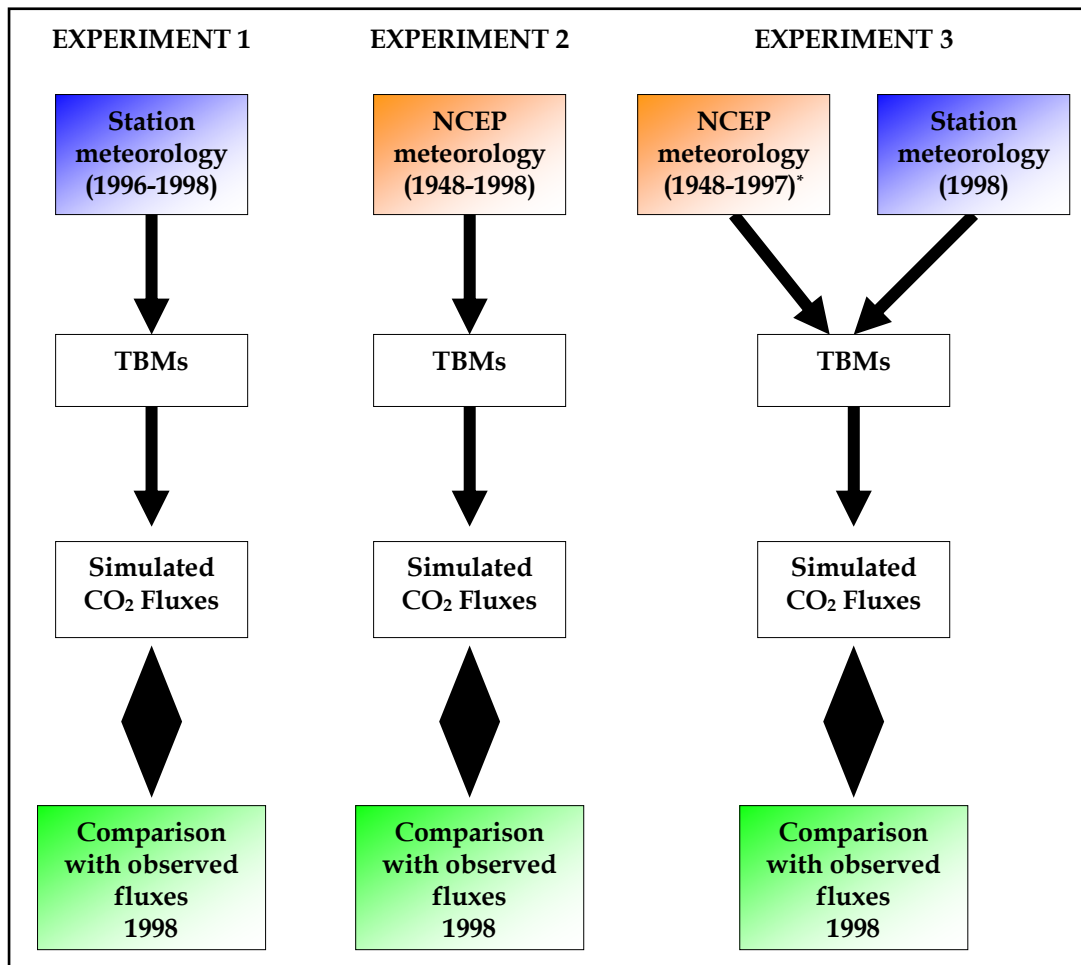 EXPERIMENT 1
Station
meteorology
(1996-1998)
TBMs
Simulated
CO₂ Fluxes
Comparison
with observed
fluxes
1998
EXPERIMENT 2
NCEP
meteorology
(1948-1998)
TBMs
Simulated
CO₂ Fluxes
Comparison
with observed
fluxes
1998
EXPERIMENT 3
NCEP
meteorology
(1948-1997)*
Station
meteorology
(1998)
TBMs
Simulated
CO₂ Fluxes
Comparison
with observed
fluxes
1998